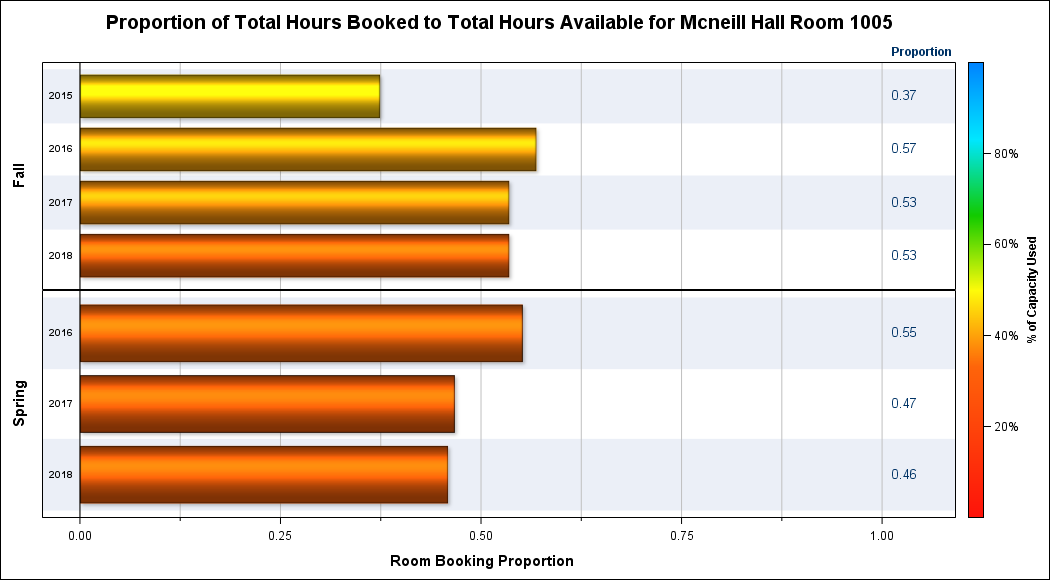 Proportion of Total Hours Booked to Total Hours Available for Mcneill Hall Room 1005
Proportion
Fall
2015 0.37
2016 0.57
2017 0.53
2018 0.53
Spring
2016 0.55
2017 0.47
2018 0.46
0.00 0.25 0.50 0.75 1.00
Room Booking Proportion
80%
60%
40%
20%
% of Capacity Used